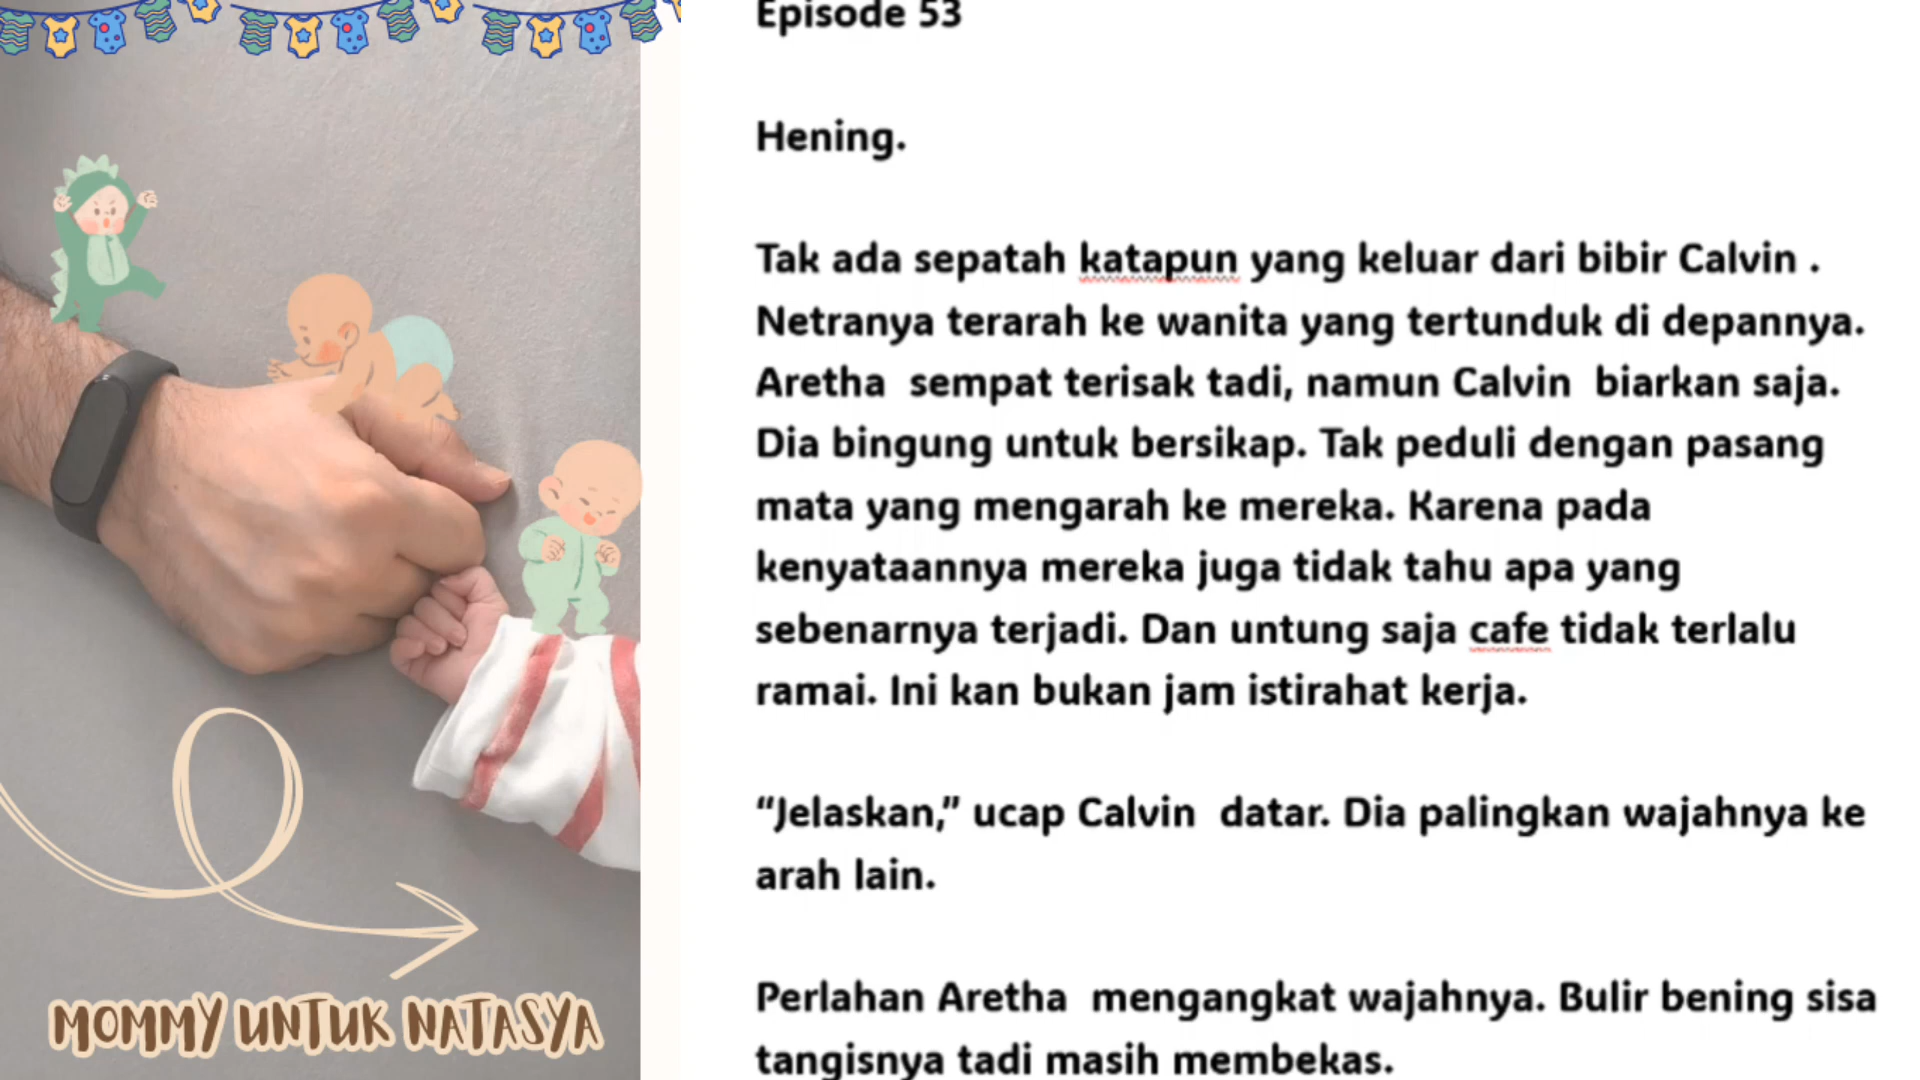 Episode 53
Hening.
Tak ada sepatah katapun yang keluar dari bibir Calvin .
Netranya terarah ke wanita yang tertunduk di depannya.
Aretha  sempat terisak tadi, namun Calvin  biarkan saja.
Dia bingung untuk bersikap. Tak peduli dengan pasang
mata yang mengarah ke mereka. Karena pada
kenyataannya mereka juga tidak tahu apa yang
sebenarnya terjadi. Dan untung saja cafe tidak terlalu
ramai. Ini kan bukan jam istirahat kerja.
“Jelaskan,” ucap Calvin  datar. Dia palingkan wajahnya ke
arah lain.
Perlahan Aretha  mengangkat wajahnya. Bulir bening sisa
tangisnya tadi masih membekas.
MOMMY UNTUK NATASYA